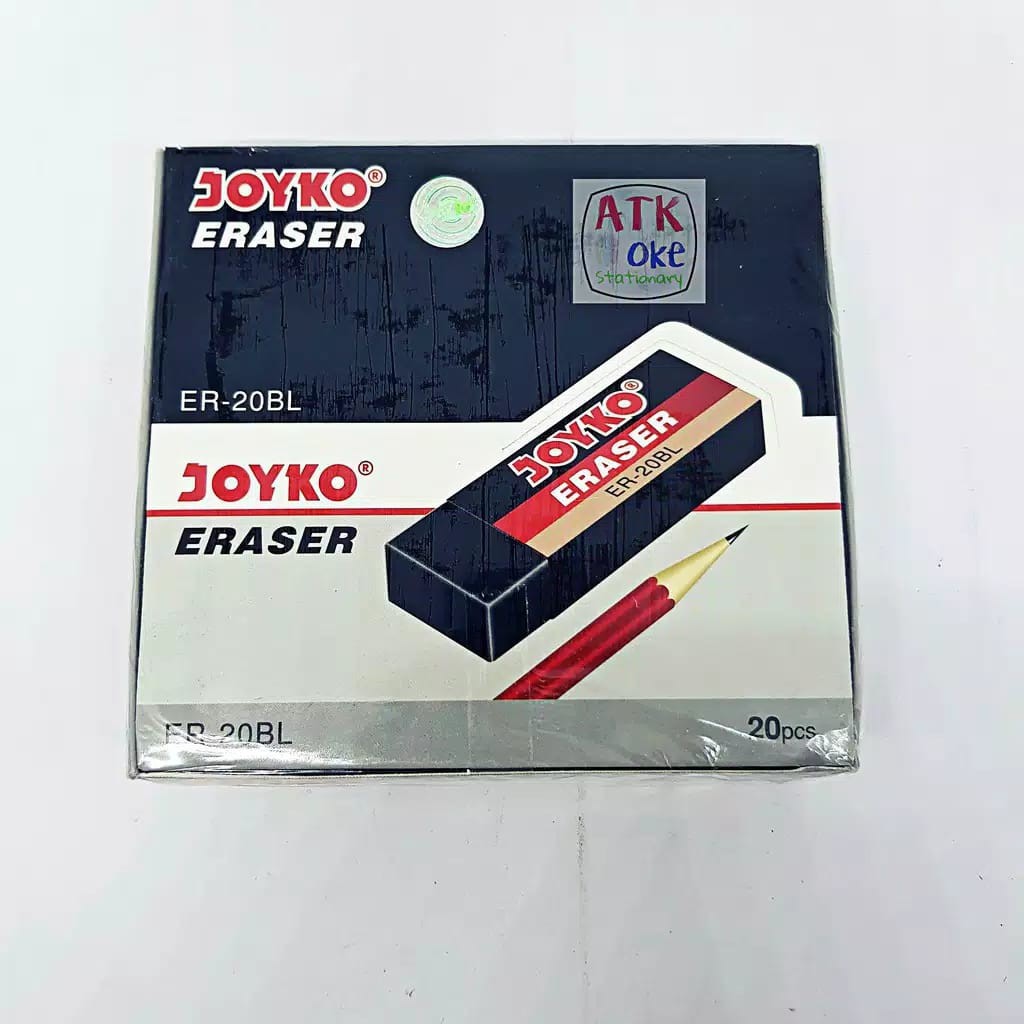 JOYKO®
ERASER
ATK
Oke
Stationary
ER-20BL
JOYKO®
ERASER
JOYKO®
ERASER
ER-20BL
ER-20BL
20pcs